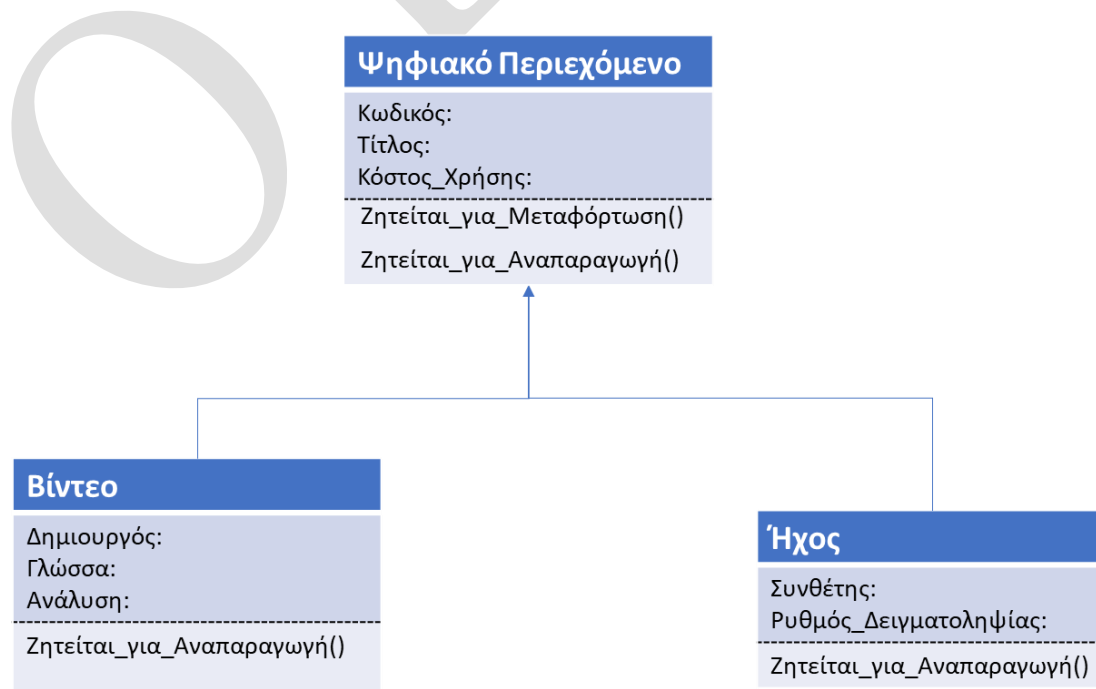 Ψηφιακό Περιεχόμενο
Κωδικός:
Τίτλος:
Κόστος_Χρήσης:
Ζητείται_για_Μεταφόρτωση()
Ζητείται_για_Αναπαραγωγή()
Βίντεο
Δημιουργός:
Γλώσσα:
Ανάλυση:
Ζητείται_για_Αναπαραγωγή()
Ήχος
Συνθέτης:
Ρυθμός_Δειγματοληψίας:
Ζητείται_για_Αναπαραγωγή()